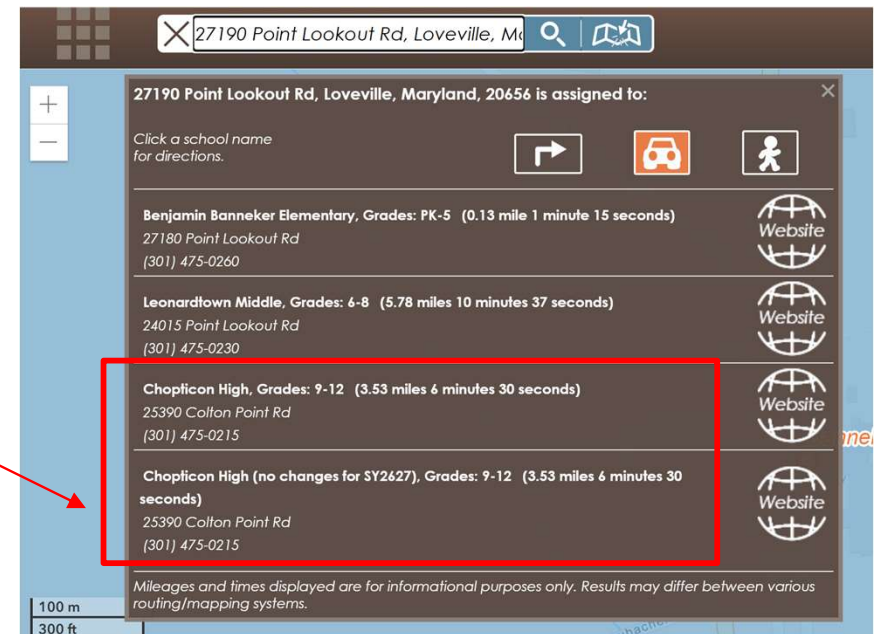 27190 Point Lookout Rd, Loveville, M
27190 Point Lookout Rd, Loveville, Maryland, 20656 is assigned to:
Click a school name
for directions.
Benjamin Banneker Elementary, Grades: PK-5 (0.13 mile 1 minute 15 seconds)
27180 Point Lookout Rd
(301) 475-0260
Website
Leonardtown Middle, Grades: 6-8 (5.78 miles 10 minutes 37 seconds)
24015 Point Lookout Rd
(301) 475-0230
Website
Chopticon High, Grades: 9-12 (3.53 miles 6 minutes 30 seconds)
25390 Colton Point Rd
(301) 475-0215
Website
Chopticon High (no changes for SY2627), Grades: 9-12 (3.53 miles 6 minutes 30
seconds)
25390 Colton Point Rd
(301) 475-0215
Website
Mileages and times displayed are for informational purposes only. Results may differ between various
routing/mapping systems.
100 m
300 ft